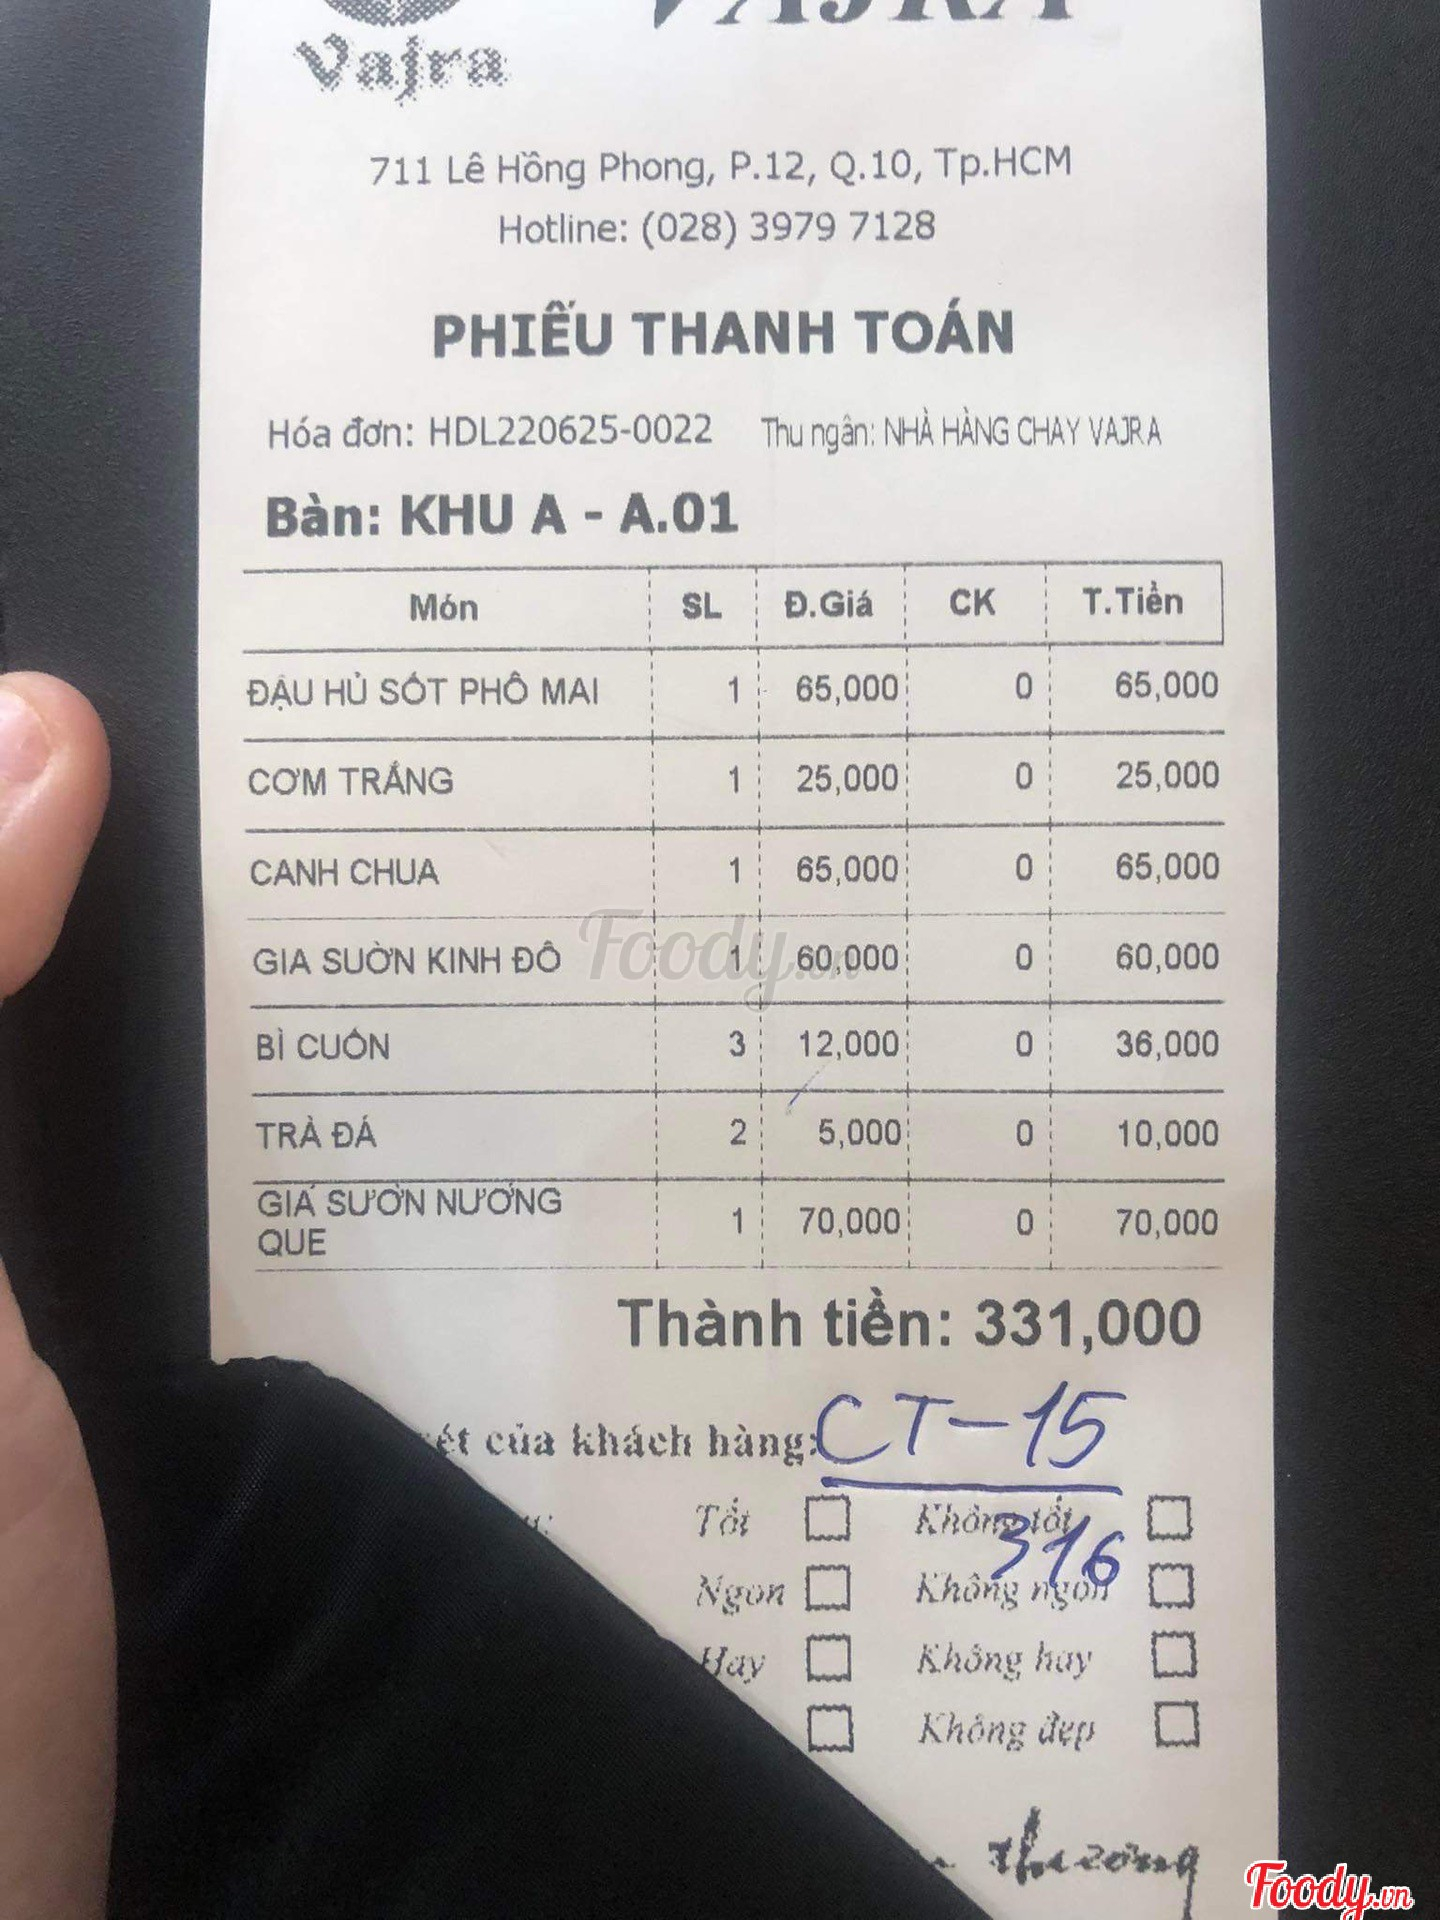 VAJRA
Vajra
711 Lê Hồng Phong, P.12, Q.10, Tp.HCM
Hotline: (028) 3979 7128
PHIẾU THANH TOÁN
Hóa đơn: HDL220625-0022 Thu ngân: NHÀ HÀNG CHAY VAJRA
Bàn: KHU A - A.01
Món SL Đ.Giá CK T.Tiền
ĐẬU HỦ SỐT PHÔ MAI 1 65,000 0 65,000
CƠM TRẮNG 1 25,000 0 25,000
CANH CHUA 1 65,000 0 65,000
GIA SUỜN KINH ĐÔ 1 60,000 0 60,000
BÌ CUỐN 3 12,000 0 36,000
TRÀ ĐÁ 2 5,000 0 10,000
GIẢ SƯỜN NƯỚNG QUE 1 70,000 0 70,000
Thành tiền: 331,000
của khách hàng: CT-15
Tốt Không tốt
316
Ngon Không ngon
Hay Không hay
Không đẹp
Foody.vn
Foody.vn